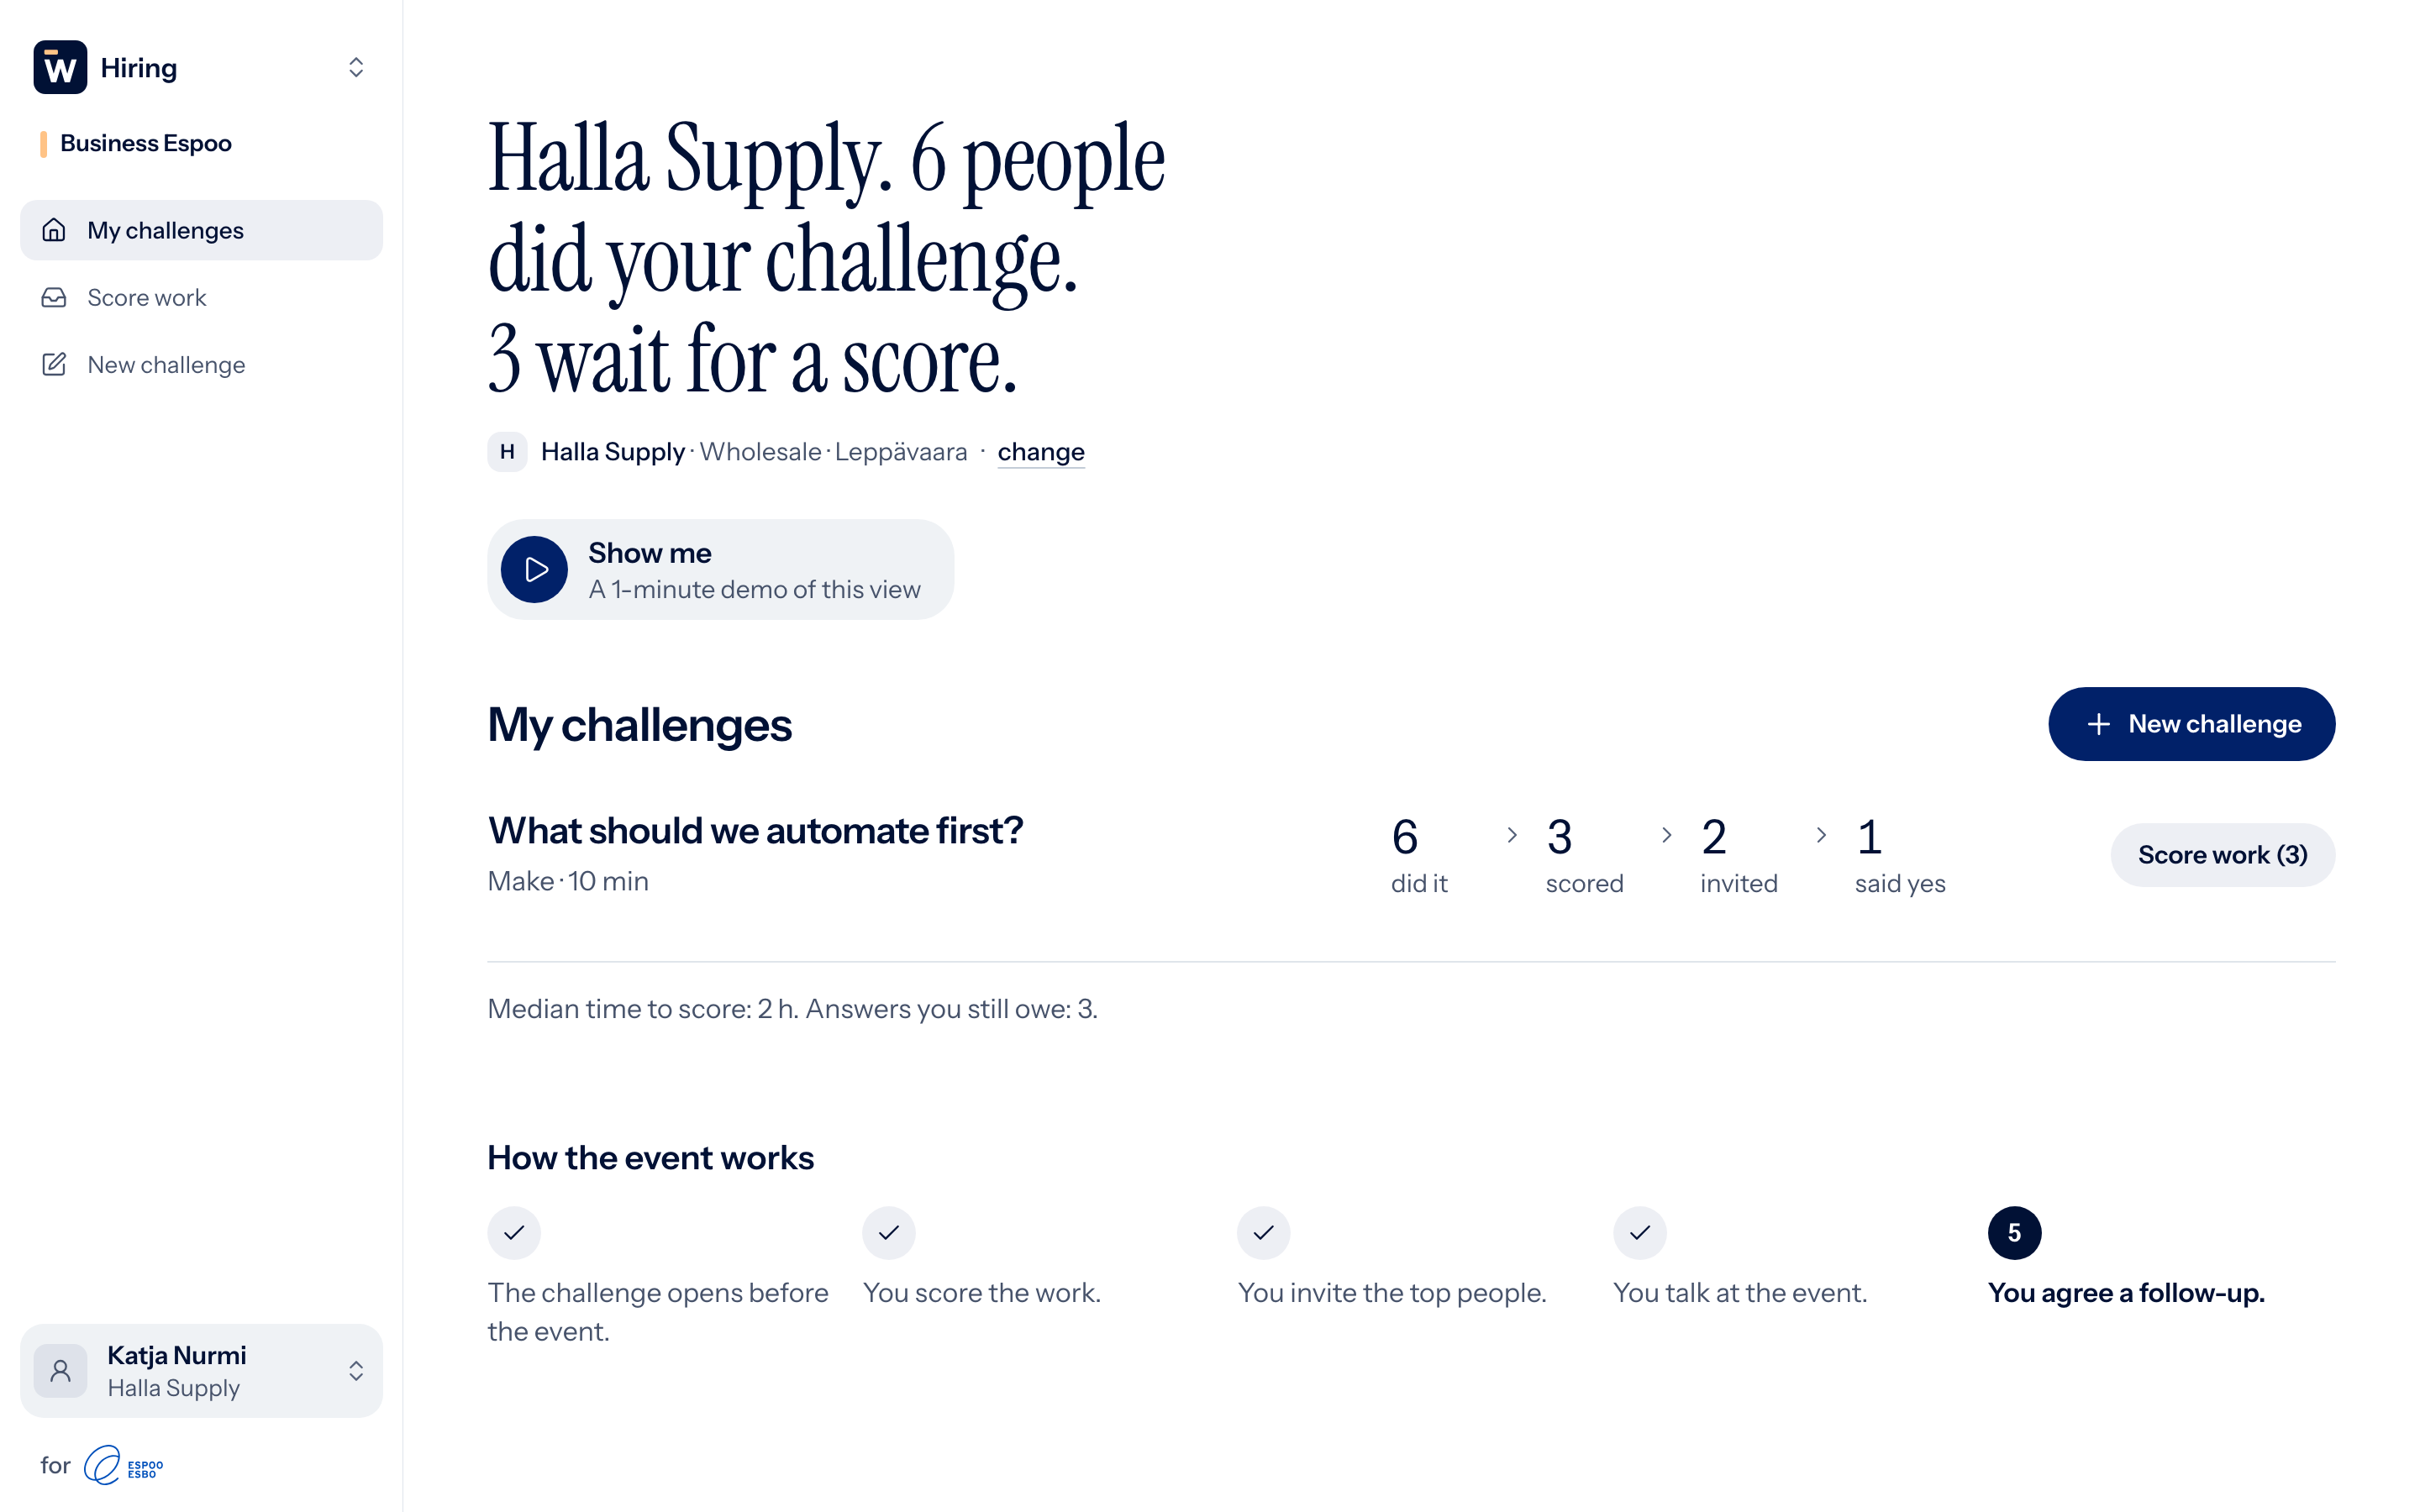 w Hiring
Business Espoo
My challenges
Score work
New challenge
Katja Nurmi
Halla Supply
for ESPOO
ESBO
Halla Supply. 6 people
did your challenge.
3 wait for a score.
H Halla Supply · Wholesale · Leppävaara · change
Show me
A 1-minute demo of this view
My challenges
New challenge
What should we automate first?
Make · 10 min
6 3 2 1
did it scored invited said yes
Score work (3)
Median time to score: 2 h. Answers you still owe: 3.
How the event works
The challenge opens before
the event.
You score the work.
You invite the top people.
You talk at the event.
5
You agree a follow-up.